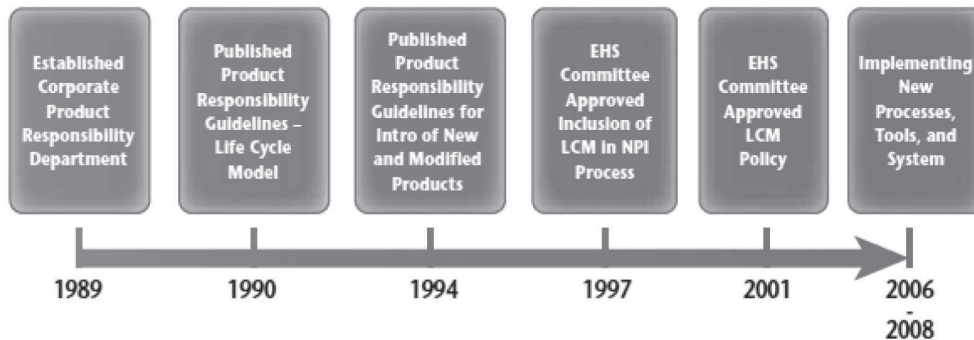 Established
Corporate
Product
Responsibility
Department
Published
Product
Responsibility
Guidelines –
Life Cycle
Model
Published
Product
Responsibility
Guidelines for
Intro of New
and Modified
Products
EHS
Committee
Approved
Inclusion of
LCM in NPI
Process
EHS
Committee
Approved
LCM
Policy
Implementing
New
Processes,
Tools, and
System
1989
1990
1994
1997
2001
2006
-
2008